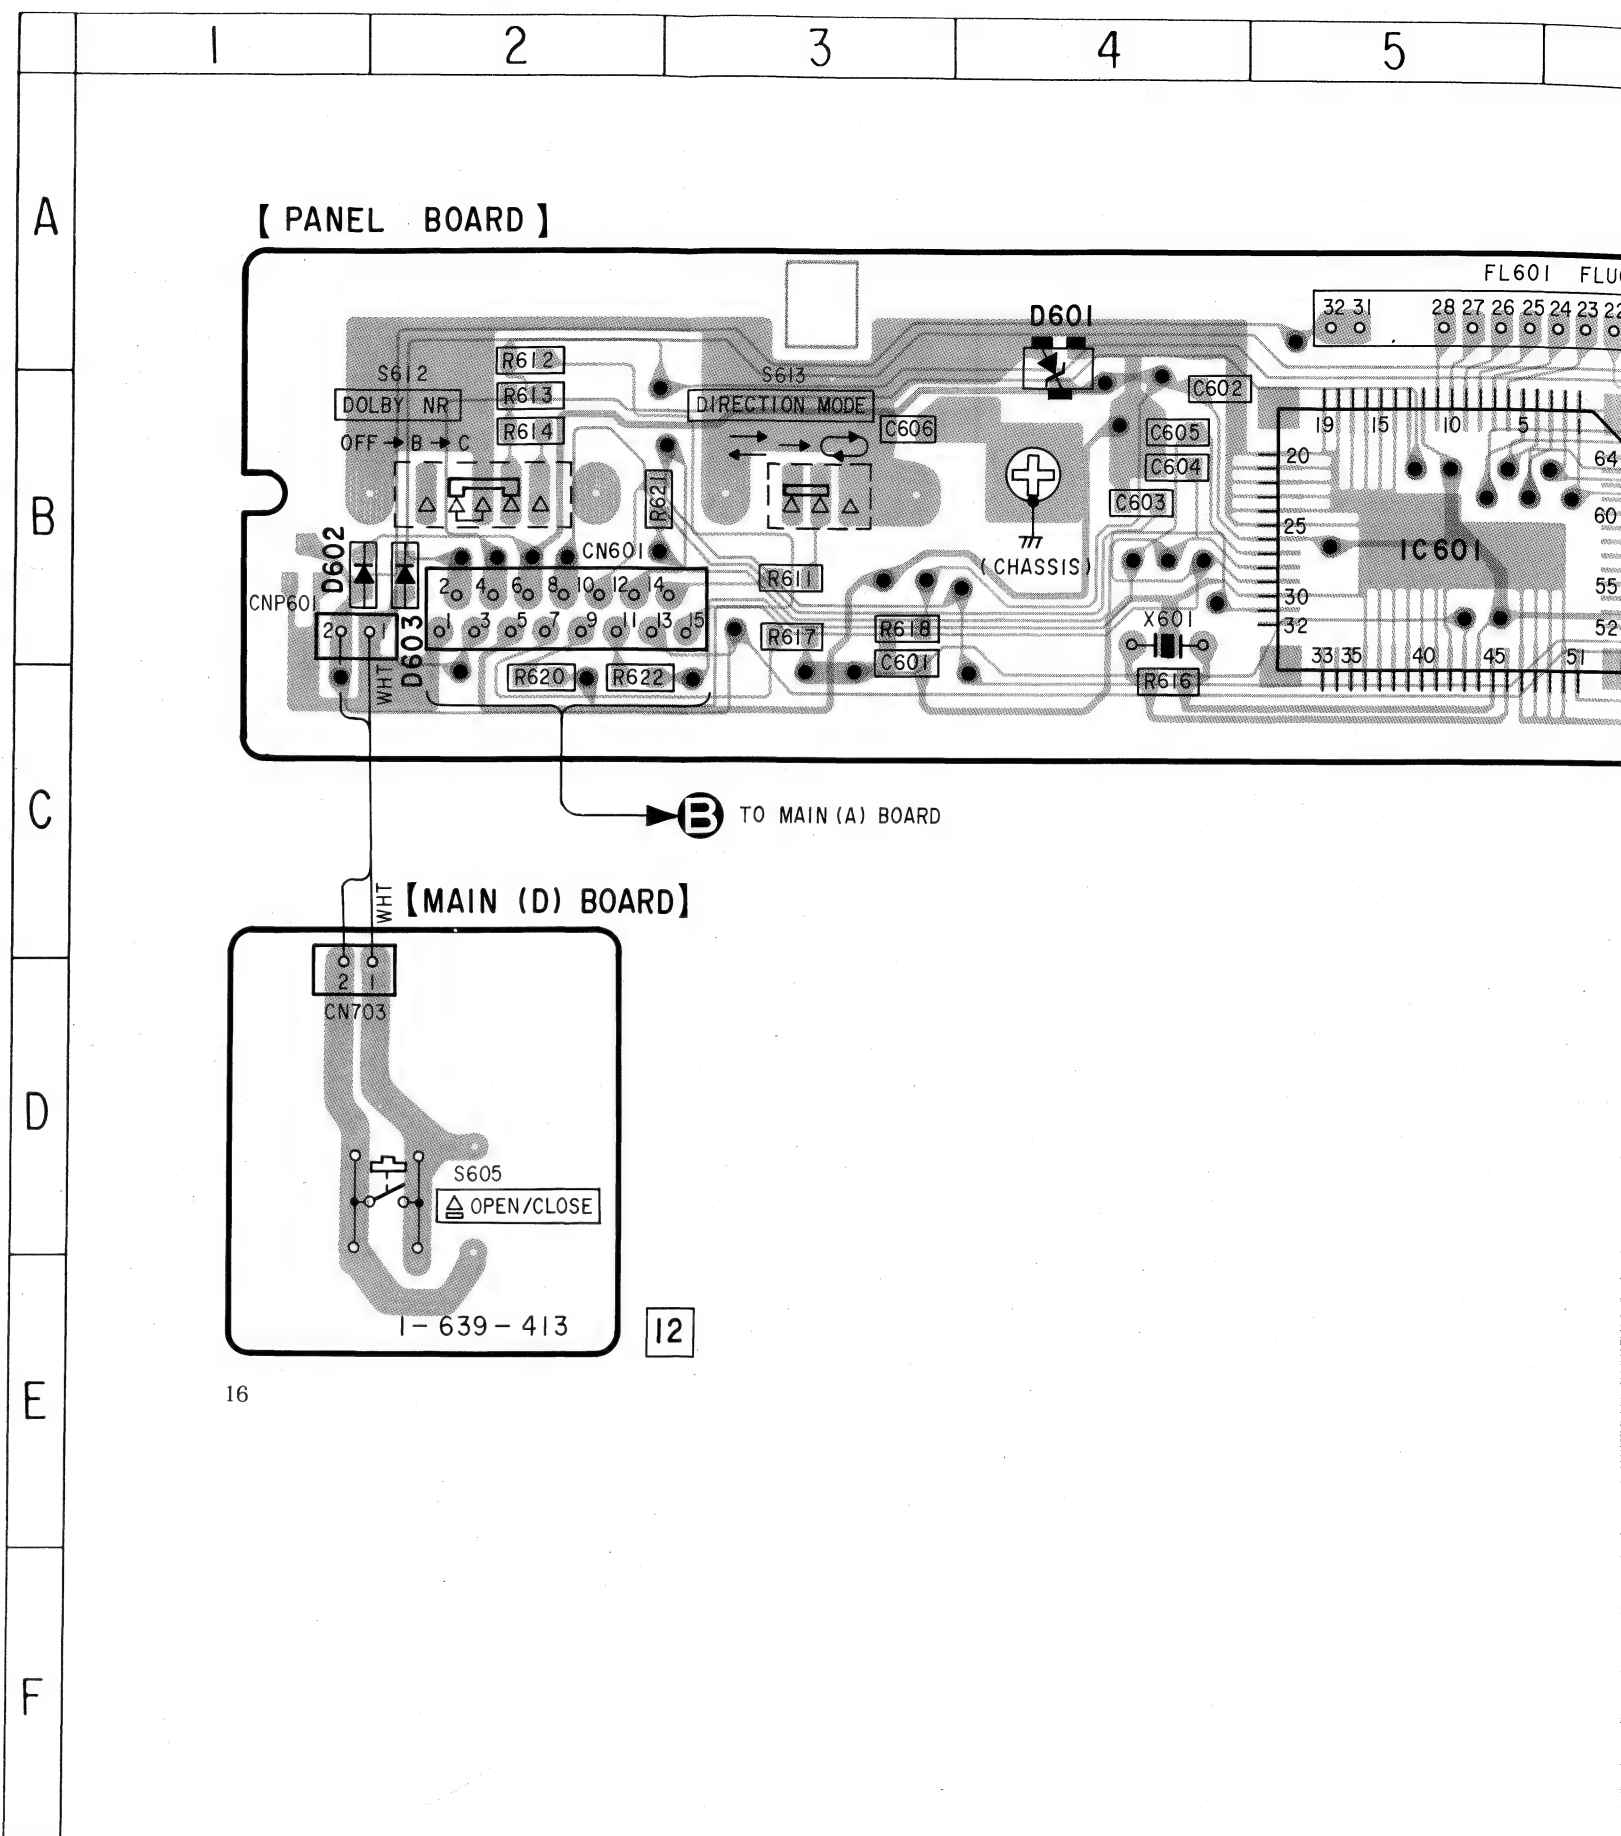 1 2 3 4 5
A
【 PANEL BOARD 】
FL601 FLU
D601
32 31 28 27 26 25 24 23 22
R612
S612
S613
C602
DOLBY NR
R613
DIRECTION MODE
19 15 10 5 1
OFF → B → C
R614
C606
C605
20
64
C604
B
R621
C603
25
60
D602
CN601
(CHASSIS)
IC601
2 4 6 8 10 12 14
R611
55
CNP601
30
1 3 5 7 9 11 13 15
R617
R618
X601
32
52
2 1
D603
WHT
R620
R622
C601
R616
33 35 40 45 51
C
B TO MAIN (A) BOARD
WHT
【MAIN (D) BOARD】
2 1
CN703
D
S605
OPEN/CLOSE
1-639-413
12
E
16
F